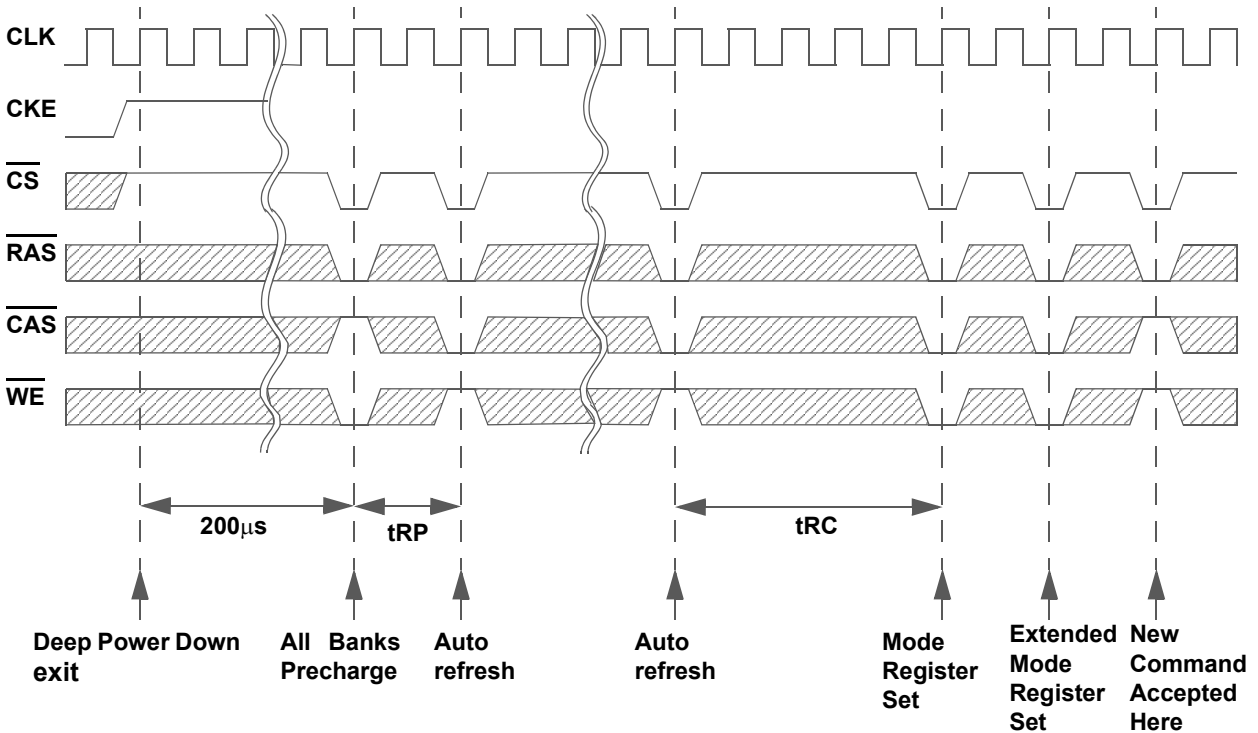 CLK
CKE
CS
RAS
CAS
WE
200μs
tRP
tRC
Deep Power Down
exit
All Banks
Precharge
Auto
refresh
Auto
refresh
Mode
Register
Set
Extended
Mode
Register
Set
New
Command
Accepted
Here